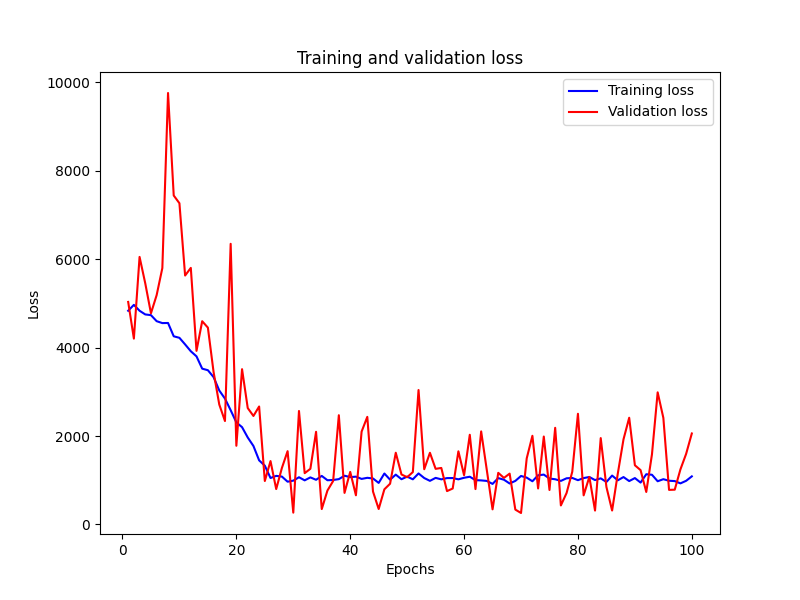 Training and validation loss
Training loss
Validation loss
10000
8000
6000
4000
2000
0
Loss
0 20 40 60 80 100
Epochs